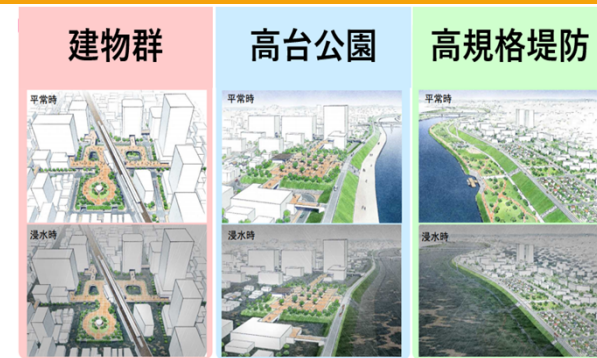 建物群
平常時
浸水時
高台公園
平常時
浸水時
高規格堤防
平常時
浸水時